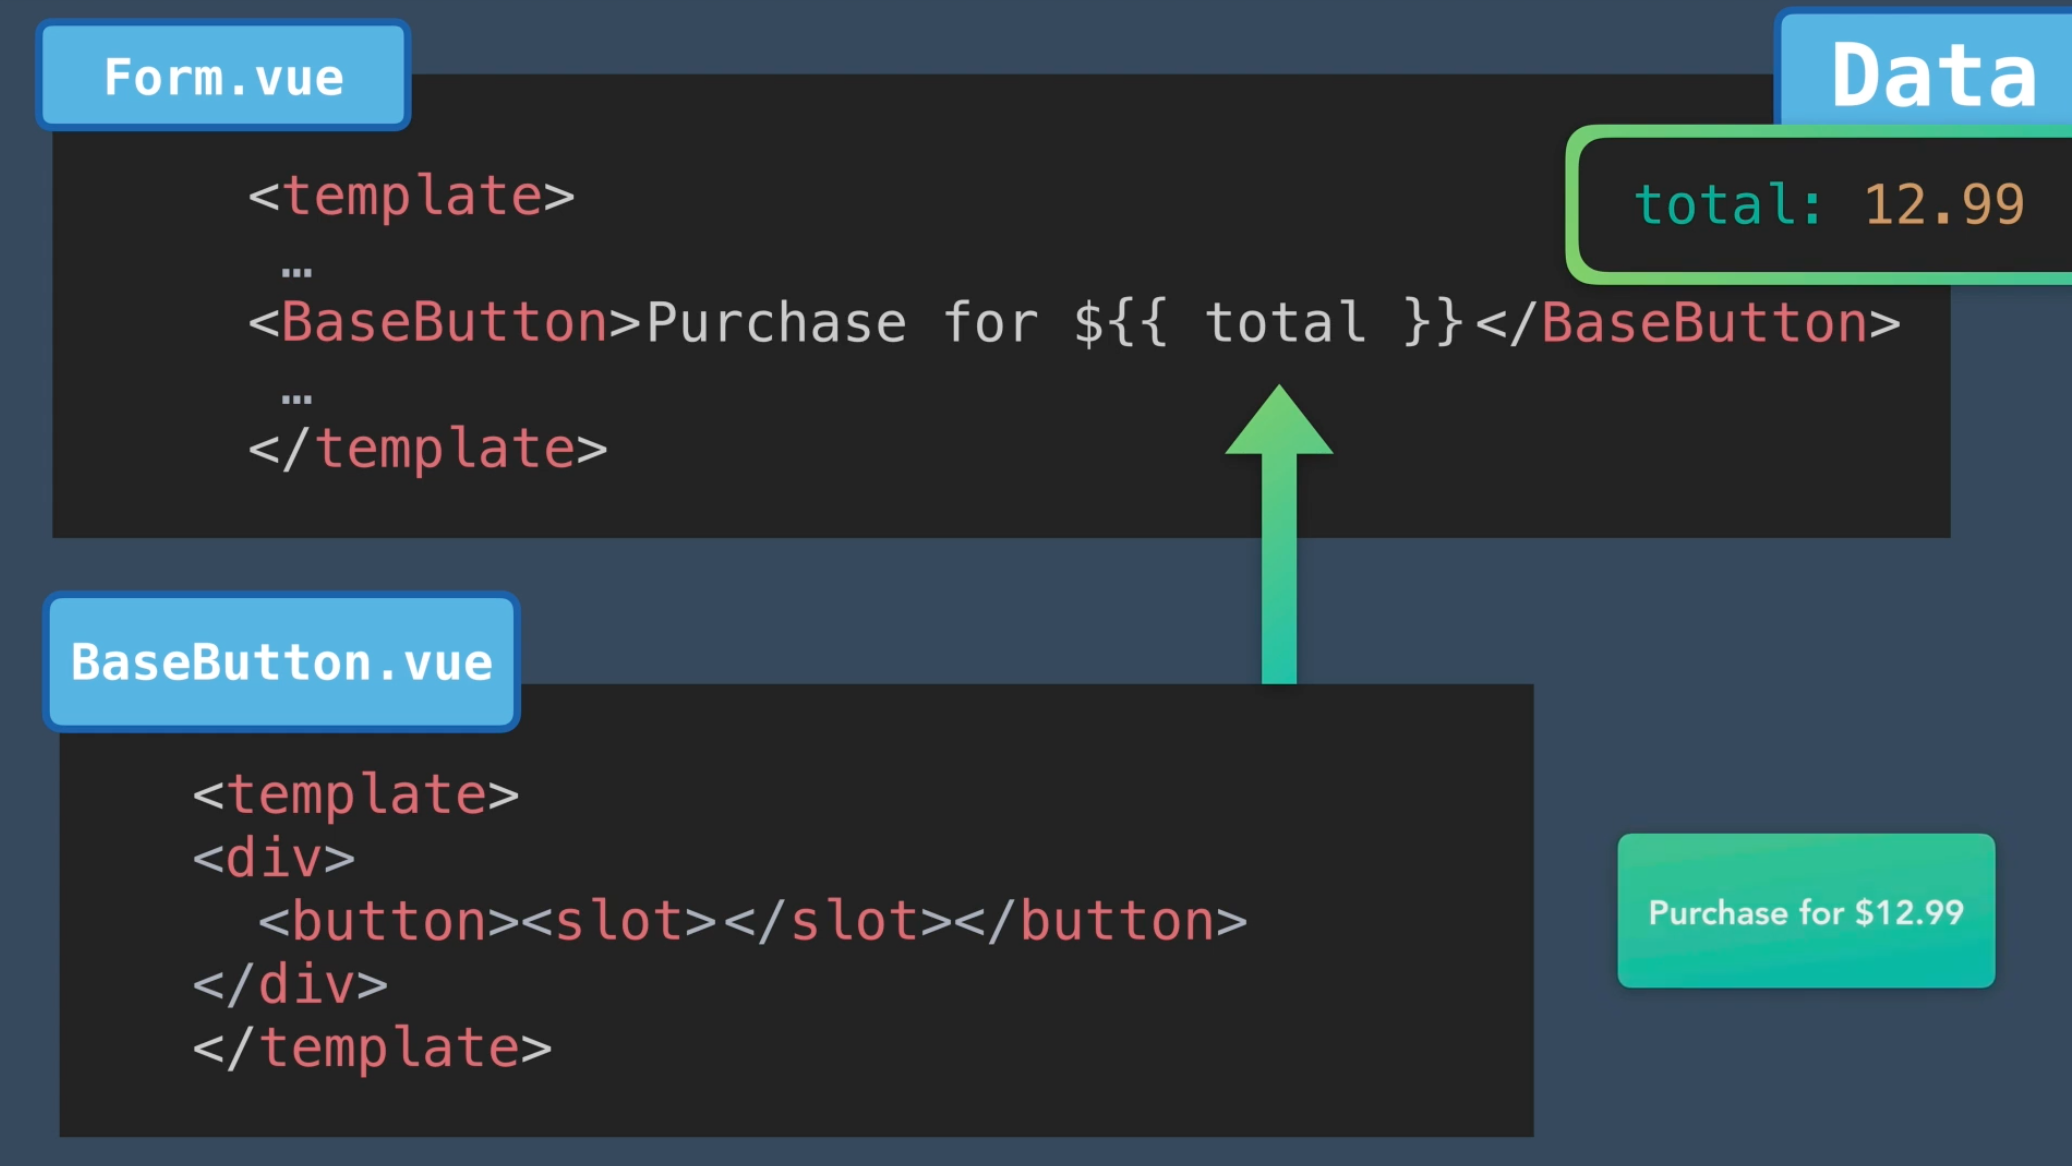 Form.vue
Data
total: 12.99
<template>
…
<BaseButton>Purchase for ${{ total }}</BaseButton>
…
</template>
BaseButton.vue
<template>
<div>
<button><slot></slot></button>
</div>
</template>
Purchase for $12.99